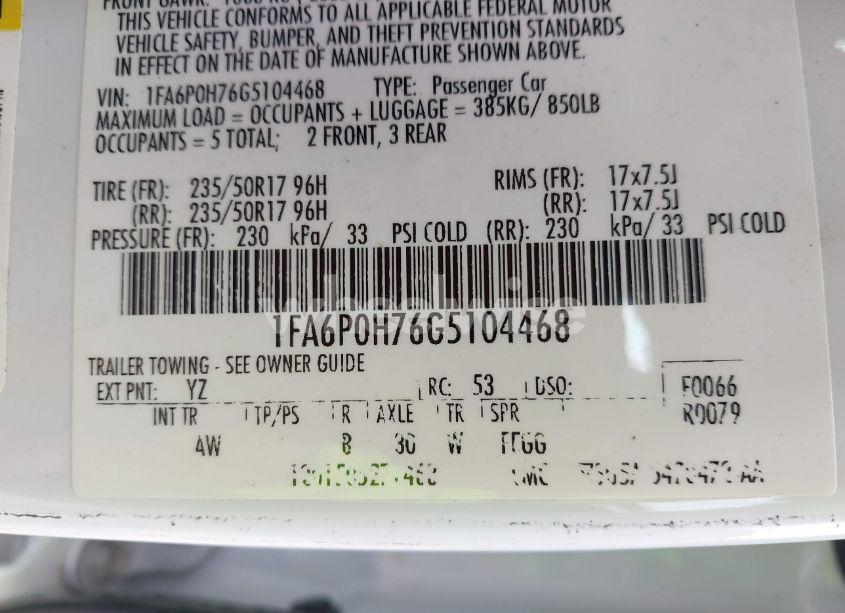 THIS VEHICLE CONFORMS TO ALL APPLICABLE FEDERAL MOTOR
VEHICLE SAFETY, BUMPER, AND THEFT PREVENTION STANDARDS
IN EFFECT ON THE DATE OF MANUFACTURE SHOWN ABOVE.
VIN: 1FA6P0H76G5104468 TYPE: Passenger Car
MAXIMUM LOAD = OCCUPANTS + LUGGAGE = 385KG/ 850LB
OCCUPANTS = 5 TOTAL; 2 FRONT, 3 REAR
TIRE (FR): 235/50R17 96H RIMS (FR): 17x7.5J
(RR): 235/50R17 96H (RR): 17x7.5J
PRESSURE (FR): 230 kPa/ 33 PSI COLD (RR): 230 kPa/ 33 PSI COLD
1FA6P0H76G5104468
TRAILER TOWING - SEE OWNER GUIDE
EXT PNT: YZ RC: 53 DSO: F0066
INT TR TP/PS R AXLE TR SPR R0079
4W B 30 W FFGG